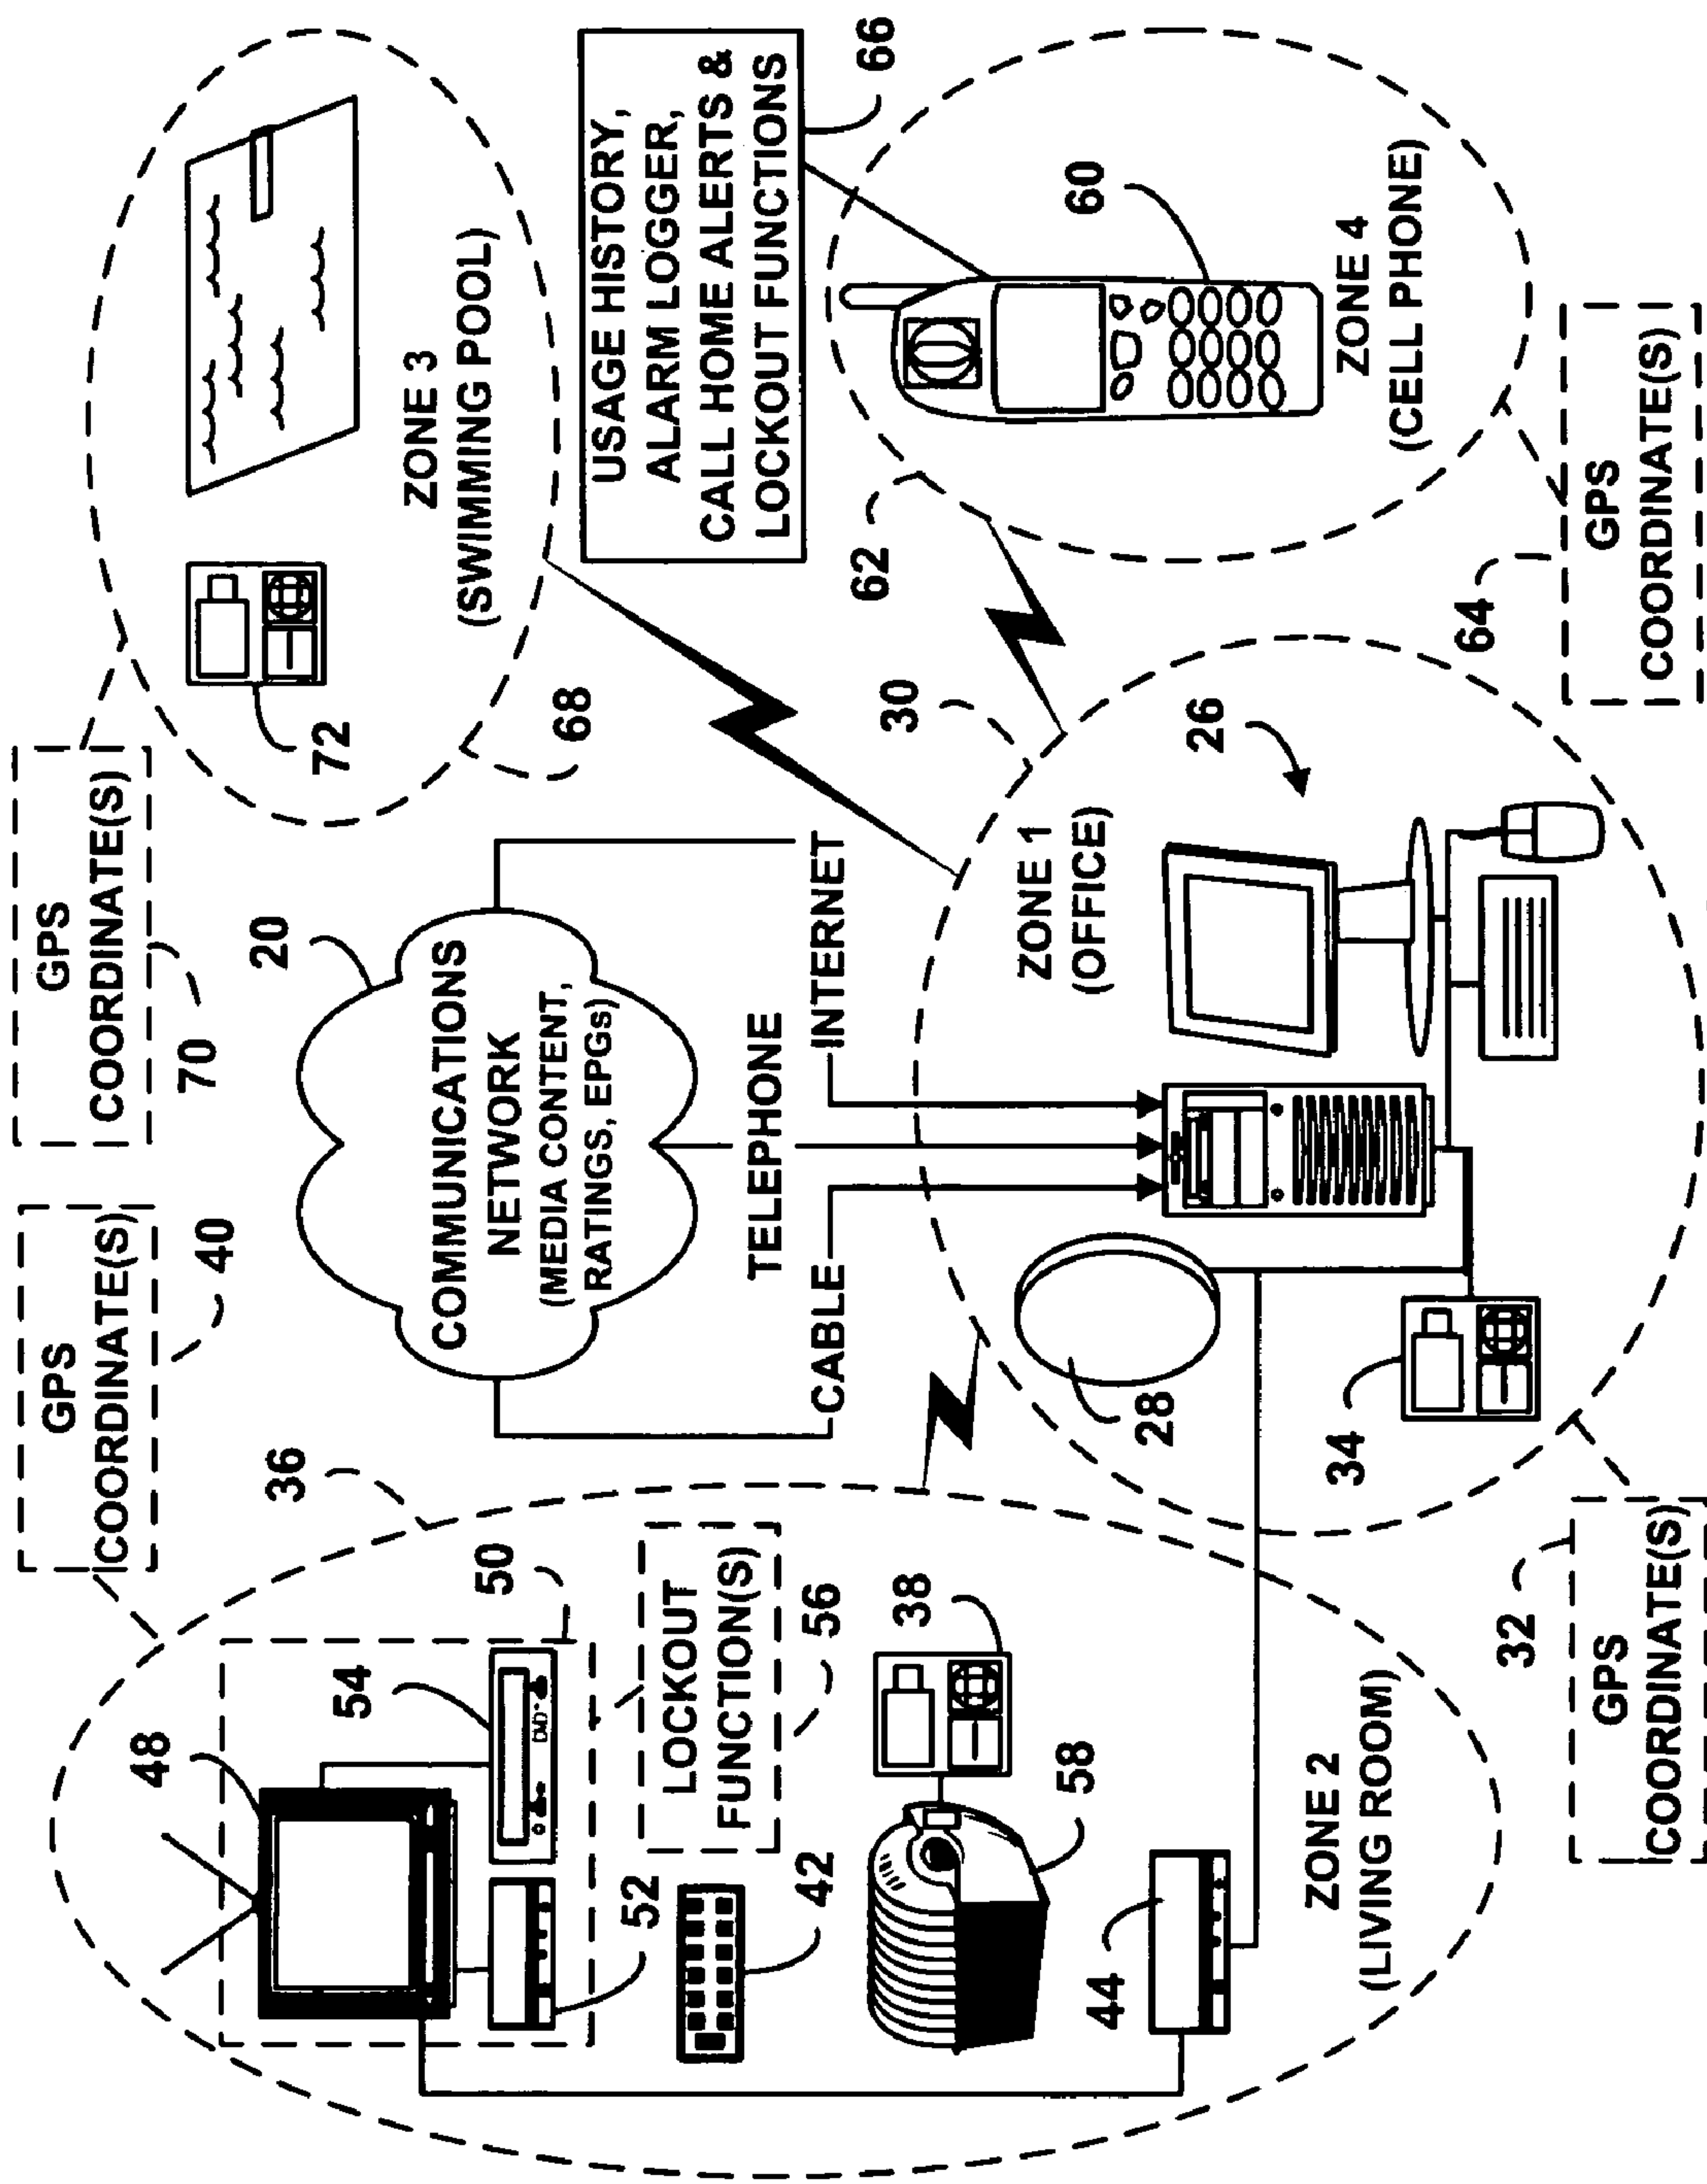 GPS
COORDINATE(S)
40
GPS
COORDINATE(S)
70
36
20
COMMUNICATIONS
NETWORK
(MEDIA CONTENT,
RATINGS, EPGs)
CABLE
TELEPHONE
INTERNET
48
54
50
DVD
52
LOCKOUT
FUNCTION(S)
56
42
38
58
44
ZONE 2
(LIVING ROOM)
72
68
ZONE 3
(SWIMMING POOL)
USAGE HISTORY,
ALARM LOGGER,
CALL HOME ALERTS &
LOCKOUT FUNCTIONS
66
62
60
ZONE 4
(CELL PHONE)
64
GPS
COORDINATE(S)
30
ZONE 1
(OFFICE)
26
28
34
32
GPS
COORDINATE(S)